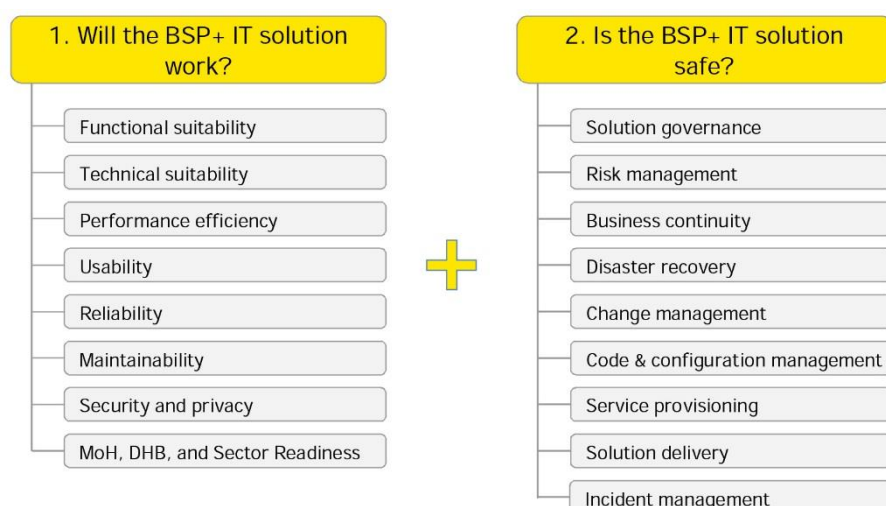 1. Will the BSP+ IT solution
work?
Functional suitability
Technical suitability
Performance efficiency
Usability
Reliability
Maintainability
Security and privacy
MoH, DHB, and Sector Readiness
2. Is the BSP+ IT solution
safe?
Solution governance
Risk management
Business continuity
Disaster recovery
Change management
Code & configuration management
Service provisioning
Solution delivery
Incident management